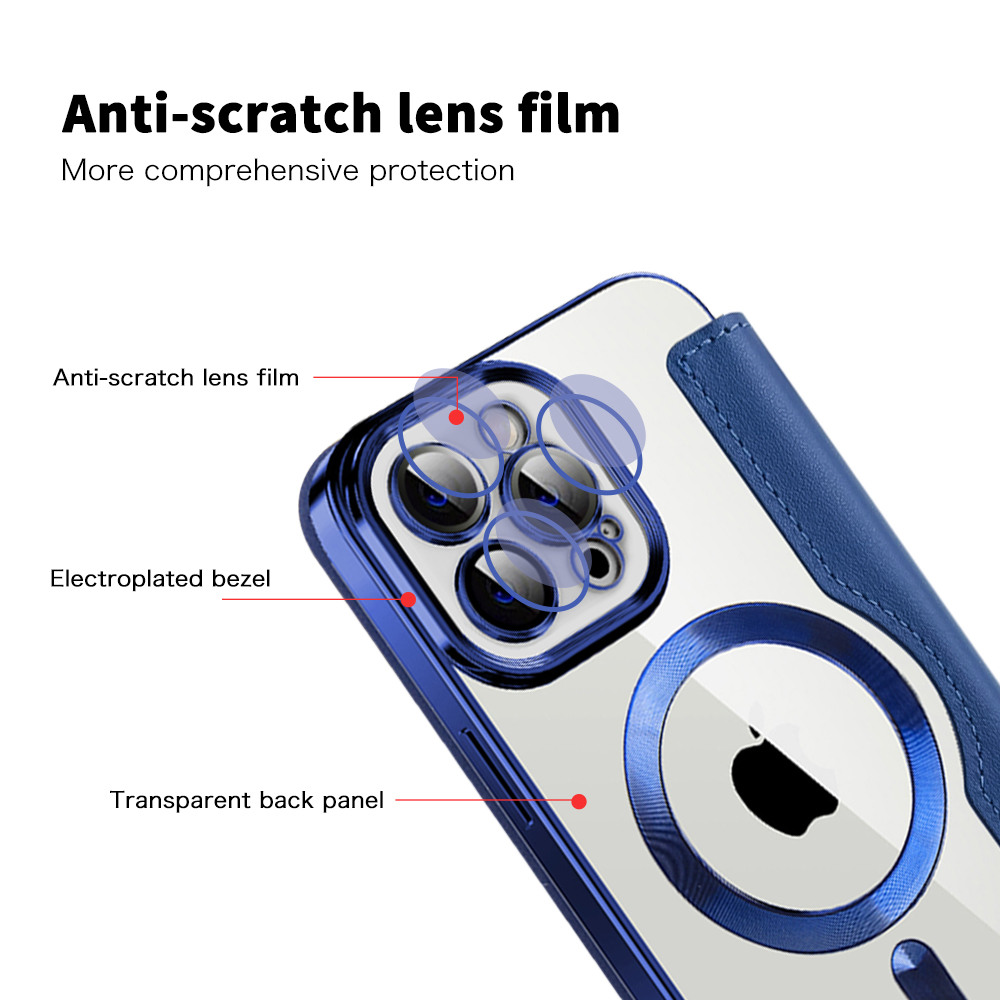 Anti-scratch lens film
More comprehensive protection
Anti-scratch lens film
Electroplated bezel
Transparent back panel